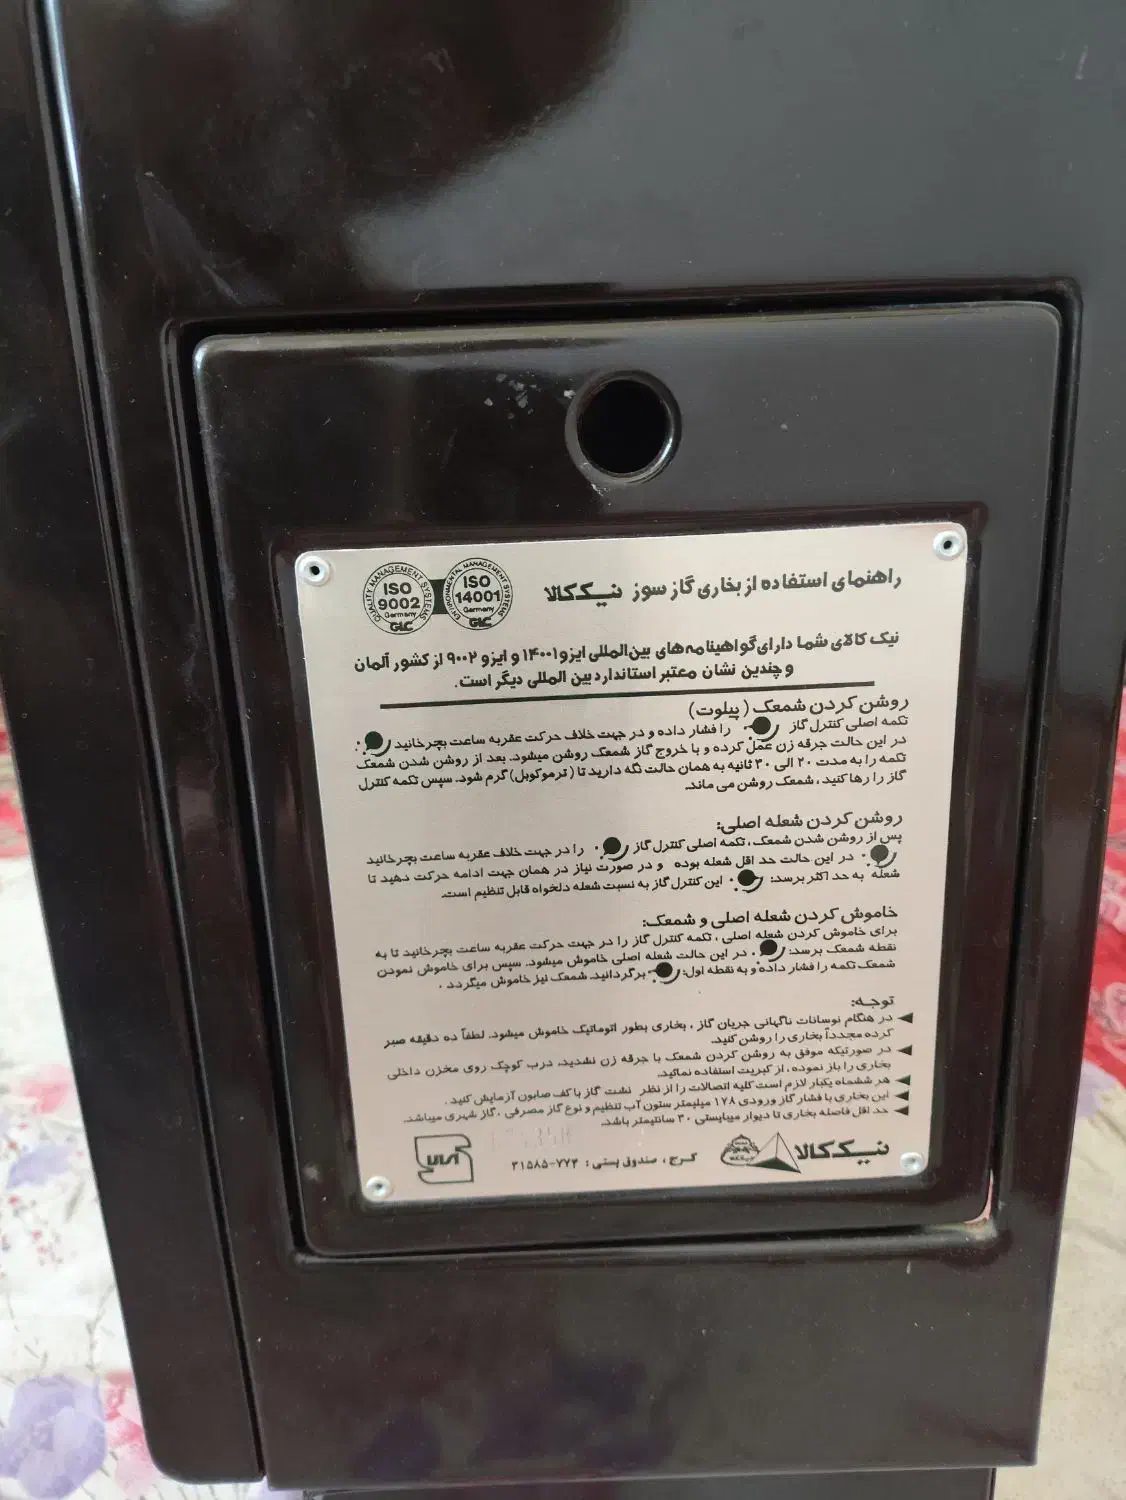 راهنمای استفاده از بخاری گاز سوز نیک کالا
ISO 9002 Germany GLC
QUALITY MANAGEMENT SYSTEMS
ISO 14001 Germany GLC
ENVIRONMENTAL MANAGEMENT SYSTEMS
نیک کالای شما دارای گواهینامه‌های بین‌المللی ایزو ۱۴۰۰۱ و ایزو ۹۰۰۲ از کشور آلمان
و چندین نشان معتبر استاندارد بین المللی دیگر است.
روشن کردن شمعک ( پیلوت)
تکمه اصلی کنترل گاز را فشار داده و در جهت خلاف حرکت عقربه ساعت بچرخانید
در این حالت جرقه زن عمل کرده و با خروج گاز شمعک روشن میشود. بعد از روشن شدن شمعک
تکمه را به مدت ۲۰ الی ۳۰ ثانیه به همان حالت نگه دارید تا ( ترموکوبل) گرم شود. سپس تکمه کنترل
گاز را رها کنید ، شمعک روشن می ماند.
روشن کردن شعله اصلی:
پس از روشن شدن شمعک ، تکمه اصلی کنترل گاز را در جهت خلاف عقربه ساعت بچرخانید
در این حالت حد اقل شعله بوده و در صورت نیاز در همان جهت ادامه حرکت دهید تا
شعله به حد اکثر برسد: این کنترل گاز به نسبت شعله دلخواه قابل تنظیم است.
خاموش کردن شعله اصلی و شمعک:
برای خاموش کردن شعله اصلی ، تکمه کنترل گاز را در جهت حرکت عقربه ساعت بچرخانید تا به
نقطه شمعک برسد: در این حالت شعله اصلی خاموش میشود. سپس برای خاموش نمودن
شمعک تکمه را فشار داده و به نقطه اول: برگردانید. شمعک نیز خاموش میگردد .
توجه:
در هنگام نوسانات ناگهانی جریان گاز ، بخاری بطور اتوماتیک خاموش میشود. لطفاً ده دقیقه صبر
کرده مجدداً بخاری را روشن کنید.
در صورتیکه موفق به روشن کردن شمعک با جرقه زن نشدید، درب کوچک روی مخزن داخلی
بخاری را باز نموده ، از کبریت استفاده نمائید.
هر ششماه یکبار لازم است کلیه اتصالات را از نظر نشت گاز با کف صابون آزمایش کنید .
این بخاری با فشار گاز ورودی ۱۷۸ میلیمتر ستون آب تنظیم و نوع گاز مصرفی ، گاز شهری میباشد.
حد اقل فاصله بخاری تا دیوار میبایستی ۳۰ سانتیمتر باشد.
نیک کالا
کرج ، صندوق پستی : ۷۷۳-۳۱۵۸۵